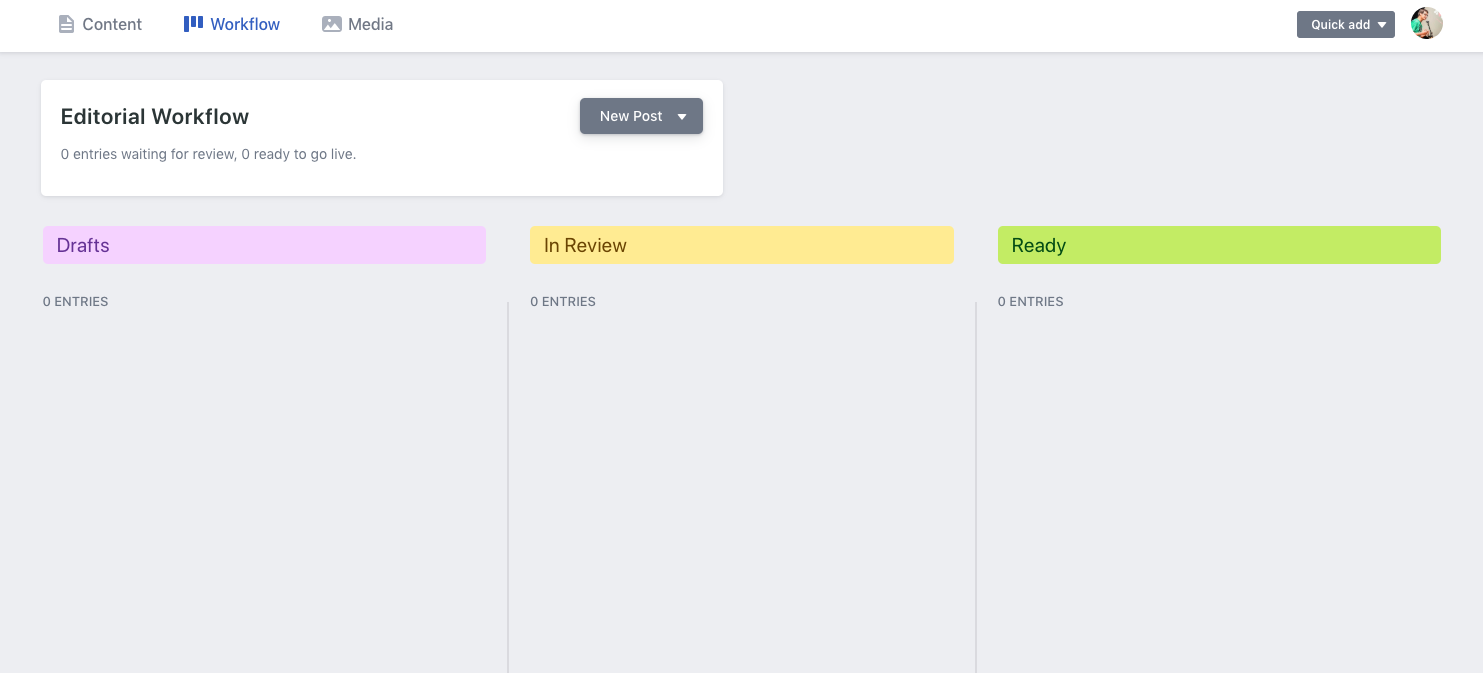 Content
Workflow
Media
Quick add
Editorial Workflow
New Post
0 entries waiting for review, 0 ready to go live.
Drafts
In Review
Ready
0 ENTRIES
0 ENTRIES
0 ENTRIES